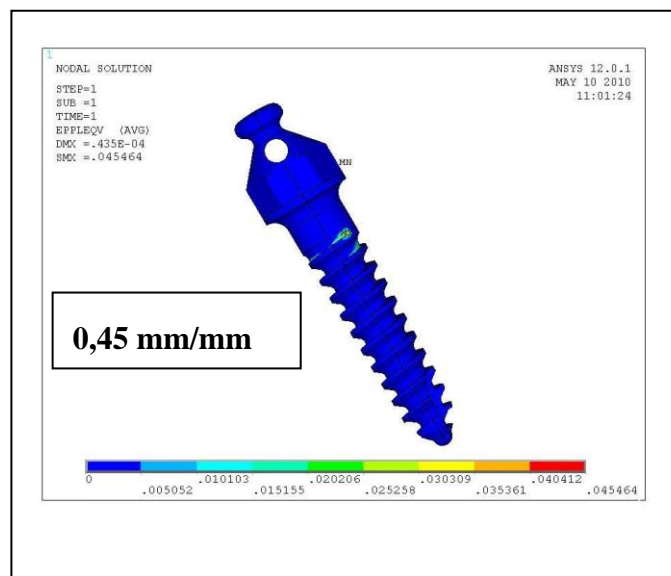 1
NODAL SOLUTION
STEP=1
SUB =1
TIME=1
EPPLEQV (AVG)
DMX =.435E-04
SMX =.045464
ANSYS 12.0.1
MAY 10 2010
11:01:24
MN
0,45 mm/mm
0 .010103 .020206 .030309 .040412
.005052 .015155 .025258 .035361 .045464